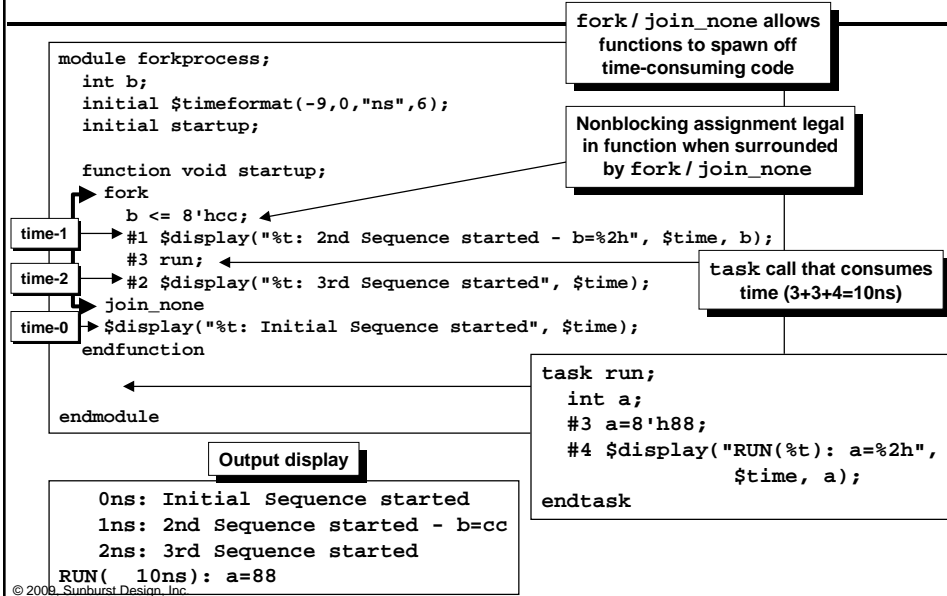 fork / join_none allows
functions to spawn off
time-consuming code
module forkprocess;
  int b;
  initial $timeformat(-9,0,"ns",6);
  initial startup;
Nonblocking assignment legal
in function when surrounded
by fork / join_none
  function void startup;
    fork
      b <= 8'hcc;
time-1
      #1 $display("%t: 2nd Sequence started - b=%2h", $time, b);
      #3 run;
time-2
      #2 $display("%t: 3rd Sequence started", $time);
task call that consumes
time (3+3+4=10ns)
    join_none
time-0
    $display("%t: Initial Sequence started", $time);
  endfunction
task run;
  int a;
  #3 a=8'h88;
  #4 $display("RUN(%t): a=%2h",
              $time, a);
endtask
endmodule
Output display
   0ns: Initial Sequence started
   1ns: 2nd Sequence started - b=cc
   2ns: 3rd Sequence started
RUN(  10ns): a=88
© 2009, Sunburst Design, Inc.